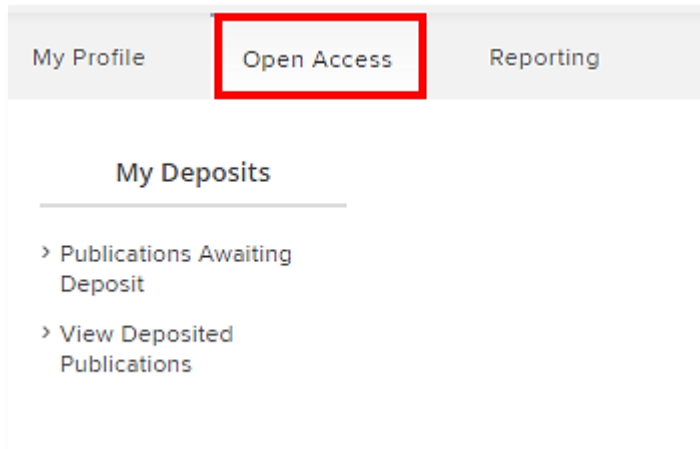 My Profile Open Access Reporting
My Deposits
Publications Awaiting
Deposit
View Deposited
Publications